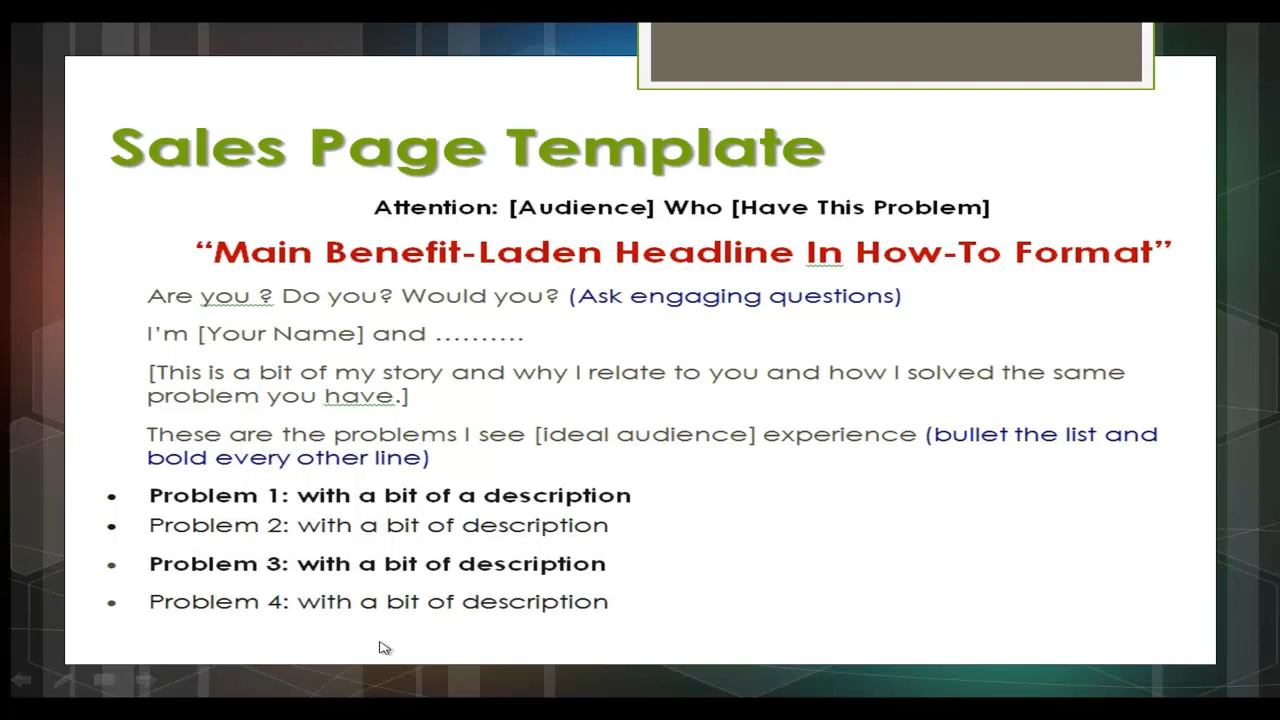 Sales Page Template
Attention: [Audience] Who [Have This Problem]
“Main Benefit-Laden Headline In How-To Format”
Are you ? Do you? Would you? (Ask engaging questions)
I’m [Your Name] and ..........
[This is a bit of my story and why I relate to you and how I solved the same
problem you have.]
These are the problems I see [ideal audience] experience (bullet the list and
bold every other line)
• Problem 1: with a bit of a description
• Problem 2: with a bit of description
• Problem 3: with a bit of description
• Problem 4: with a bit of description